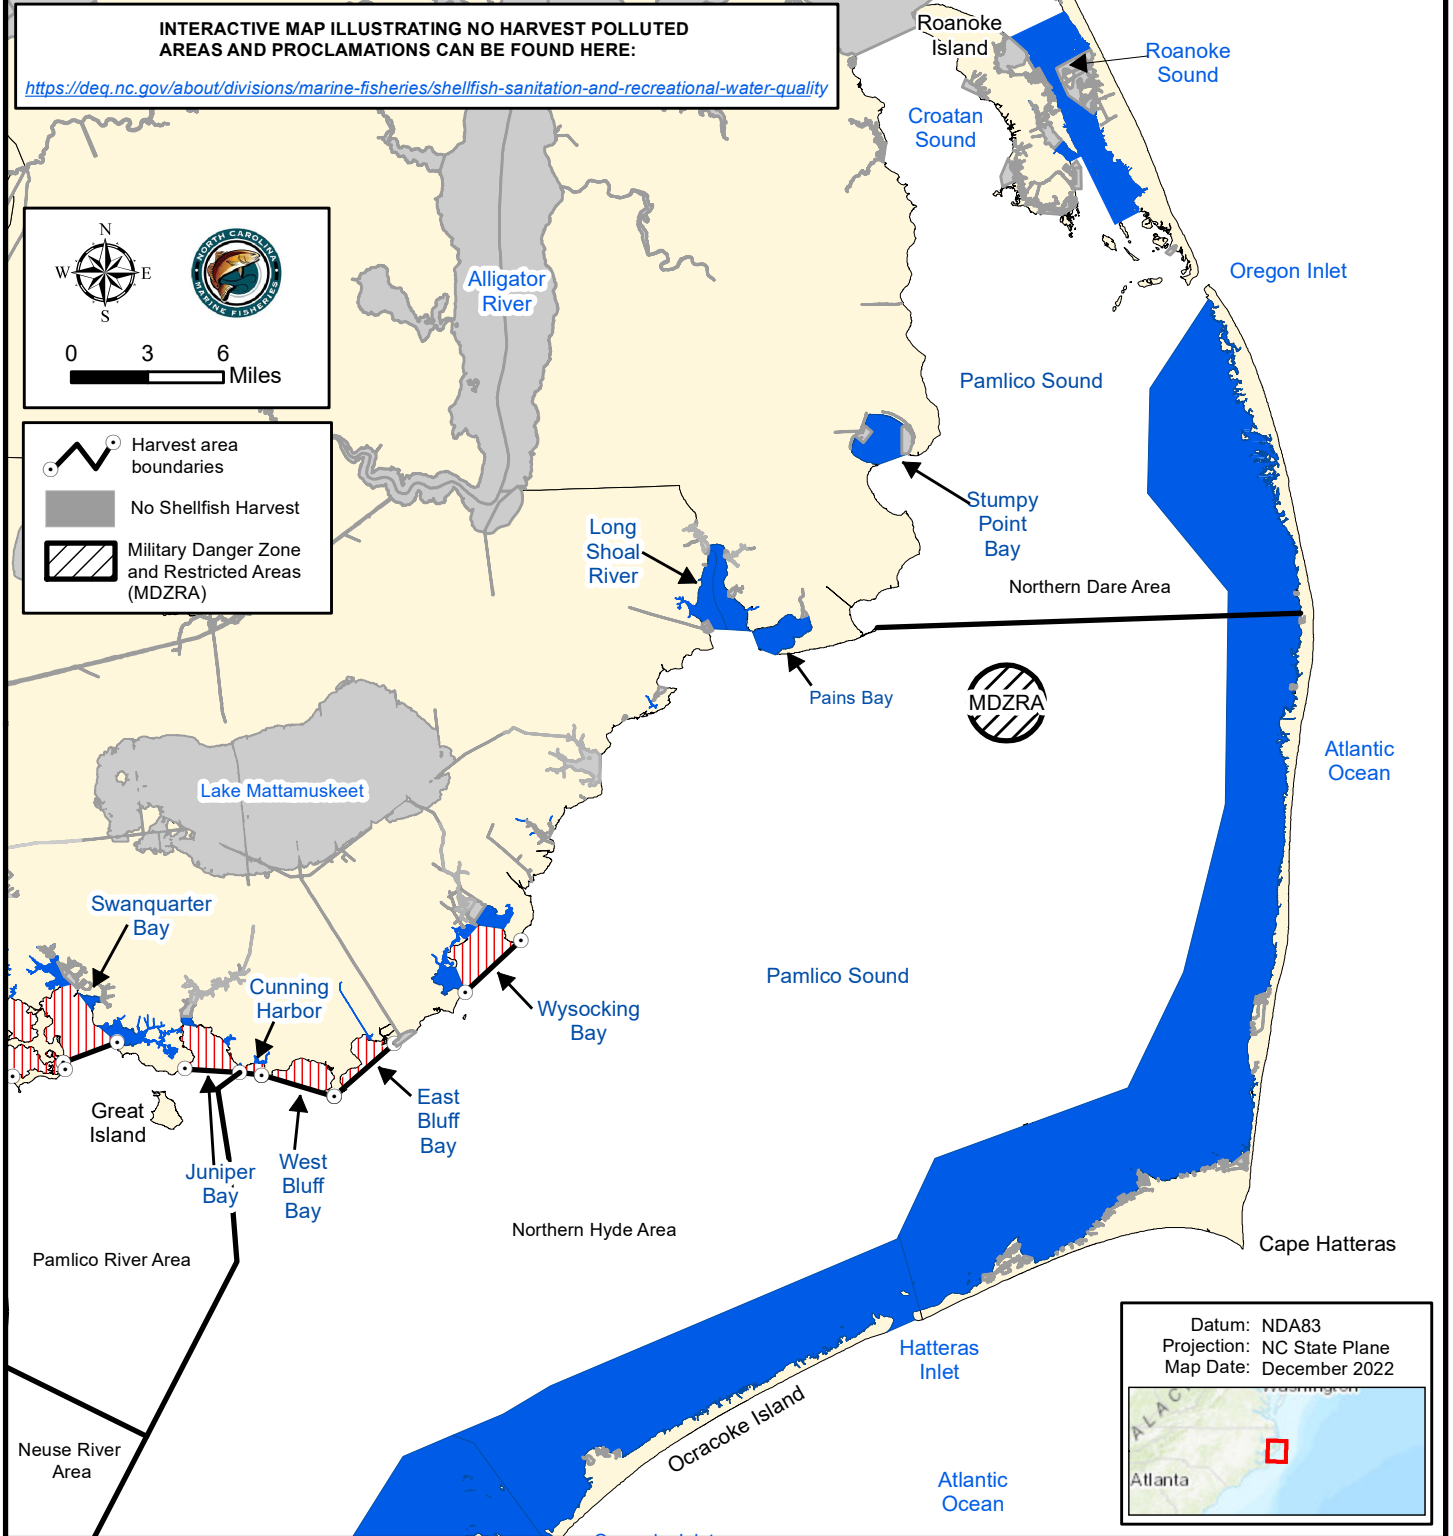 INTERACTIVE MAP ILLUSTRATING NO HARVEST POLLUTED
AREAS AND PROCLAMATIONS CAN BE FOUND HERE:
https://deq.nc.gov/about/divisions/marine-fisheries/shellfish-sanitation-and-recreational-water-quality
Roanoke
Island
Roanoke
Sound
Croatan
Sound
N
W
E
S
NORTH CAROLINA
MARINE FISHERIES
0 3 6
Miles
Alligator
River
Oregon Inlet
Pamlico Sound
Harvest area
boundaries
No Shellfish Harvest
Military Danger Zone
and Restricted Areas
(MDZRA)
Stumpy
Point
Bay
Long
Shoal
River
Northern Dare Area
Pains Bay
MDZRA
Atlantic
Ocean
Lake Mattamuskeet
Swanquarter
Bay
Cunning
Harbor
Pamlico Sound
Wysocking
Bay
East
Bluff
Bay
Great
Island
Juniper
Bay
West
Bluff
Bay
Northern Hyde Area
Pamlico River Area
Cape Hatteras
Hatteras
Inlet
Ocracoke Island
Neuse River
Area
Atlantic
Ocean
Datum: NDA83
Projection: NC State Plane
Map Date: December 2022
Washington
Atlanta